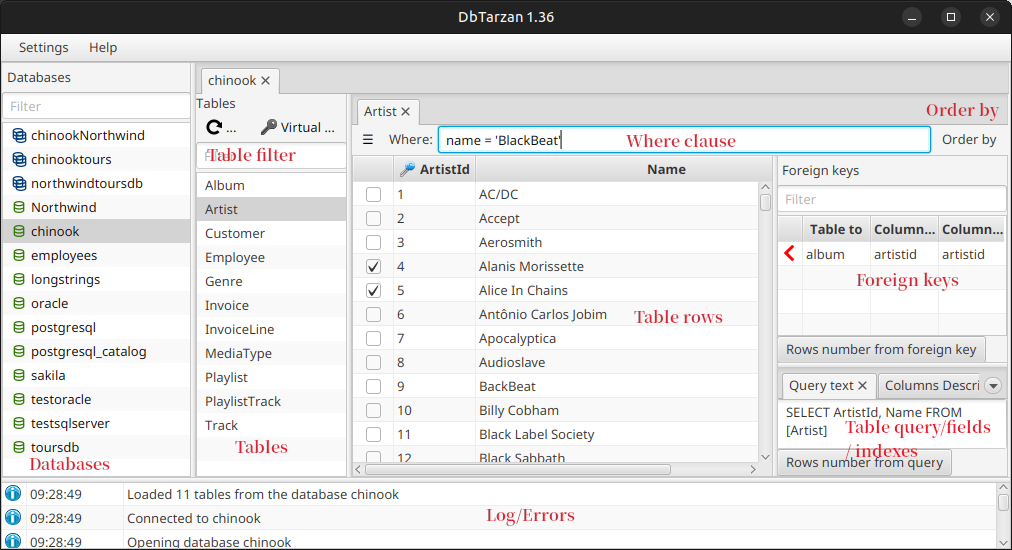 DbTarzan 1.36
Settings Help
Databases
Filter
chinookNorthwind
chinooktours
northwindtoursdb
Northwind
chinook
employees
longstrings
oracle
postgresql
postgresql_catalog
sakila
testoracle
testsqlserver
toursdb
Databases
chinook
Tables
... Virtual ...
Table filter
Album
Artist
Customer
Employee
Genre
Invoice
InvoiceLine
MediaType
Playlist
PlaylistTrack
Track
Tables
Artist
Order by
Where: name = 'BlackBeat' Where clause Order by
ArtistId Name
1 AC/DC
2 Accept
3 Aerosmith
4 Alanis Morissette
5 Alice In Chains
6 Antônio Carlos Jobim
7 Apocalyptica
8 Audioslave
9 BackBeat
10 Billy Cobham
11 Black Label Society
12 Black Sabbath
Table rows
Foreign keys
Filter
Table to Column... Column...
album artistid artistid
Foreign keys
Rows number from foreign key
Query text Columns Descri
SELECT ArtistId, Name FROM
[Artist]
Table query/fields
/ indexes
Rows number from query
09:28:49 Loaded 11 tables from the database chinook
09:28:49 Connected to chinook
09:28:49 Opening database chinook
Log/Errors